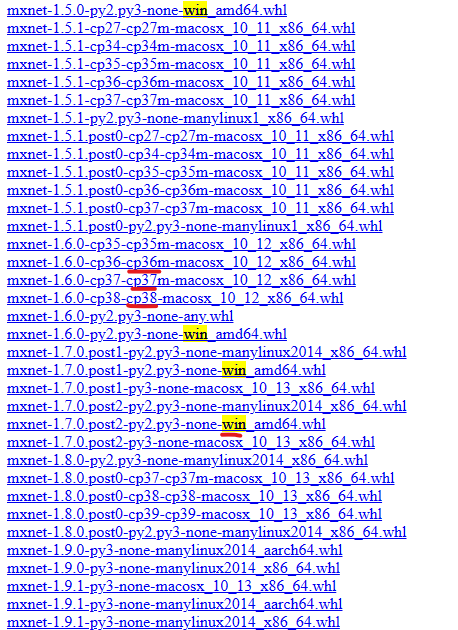 mxnet-1.5.0-py2.py3-none-win_amd64.whl
mxnet-1.5.1-cp27-cp27m-macosx_10_11_x86_64.whl
mxnet-1.5.1-cp34-cp34m-macosx_10_11_x86_64.whl
mxnet-1.5.1-cp35-cp35m-macosx_10_11_x86_64.whl
mxnet-1.5.1-cp36-cp36m-macosx_10_11_x86_64.whl
mxnet-1.5.1-cp37-cp37m-macosx_10_11_x86_64.whl
mxnet-1.5.1-py2.py3-none-manylinux1_x86_64.whl
mxnet-1.5.1.post0-cp27-cp27m-macosx_10_11_x86_64.whl
mxnet-1.5.1.post0-cp34-cp34m-macosx_10_11_x86_64.whl
mxnet-1.5.1.post0-cp35-cp35m-macosx_10_11_x86_64.whl
mxnet-1.5.1.post0-cp36-cp36m-macosx_10_11_x86_64.whl
mxnet-1.5.1.post0-cp37-cp37m-macosx_10_11_x86_64.whl
mxnet-1.5.1.post0-py2.py3-none-manylinux1_x86_64.whl
mxnet-1.6.0-cp35-cp35m-macosx_10_12_x86_64.whl
mxnet-1.6.0-cp36-cp36m-macosx_10_12_x86_64.whl
mxnet-1.6.0-cp37-cp37m-macosx_10_12_x86_64.whl
mxnet-1.6.0-cp38-cp38-macosx_10_12_x86_64.whl
mxnet-1.6.0-py2.py3-none-any.whl
mxnet-1.6.0-py2.py3-none-win_amd64.whl
mxnet-1.7.0.post1-py2.py3-none-manylinux2014_x86_64.whl
mxnet-1.7.0.post1-py2.py3-none-win_amd64.whl
mxnet-1.7.0.post1-py3-none-macosx_10_13_x86_64.whl
mxnet-1.7.0.post2-py2.py3-none-manylinux2014_x86_64.whl
mxnet-1.7.0.post2-py2.py3-none-win_amd64.whl
mxnet-1.7.0.post2-py3-none-macosx_10_13_x86_64.whl
mxnet-1.8.0-py2.py3-none-manylinux2014_x86_64.whl
mxnet-1.8.0.post0-cp37-cp37m-macosx_10_13_x86_64.whl
mxnet-1.8.0.post0-cp38-cp38-macosx_10_13_x86_64.whl
mxnet-1.8.0.post0-cp39-cp39-macosx_10_13_x86_64.whl
mxnet-1.8.0.post0-py2.py3-none-manylinux2014_x86_64.whl
mxnet-1.9.0-py3-none-manylinux2014_aarch64.whl
mxnet-1.9.0-py3-none-manylinux2014_x86_64.whl
mxnet-1.9.1-py3-none-macosx_10_13_x86_64.whl
mxnet-1.9.1-py3-none-manylinux2014_aarch64.whl
mxnet-1.9.1-py3-none-manylinux2014_x86_64.whl